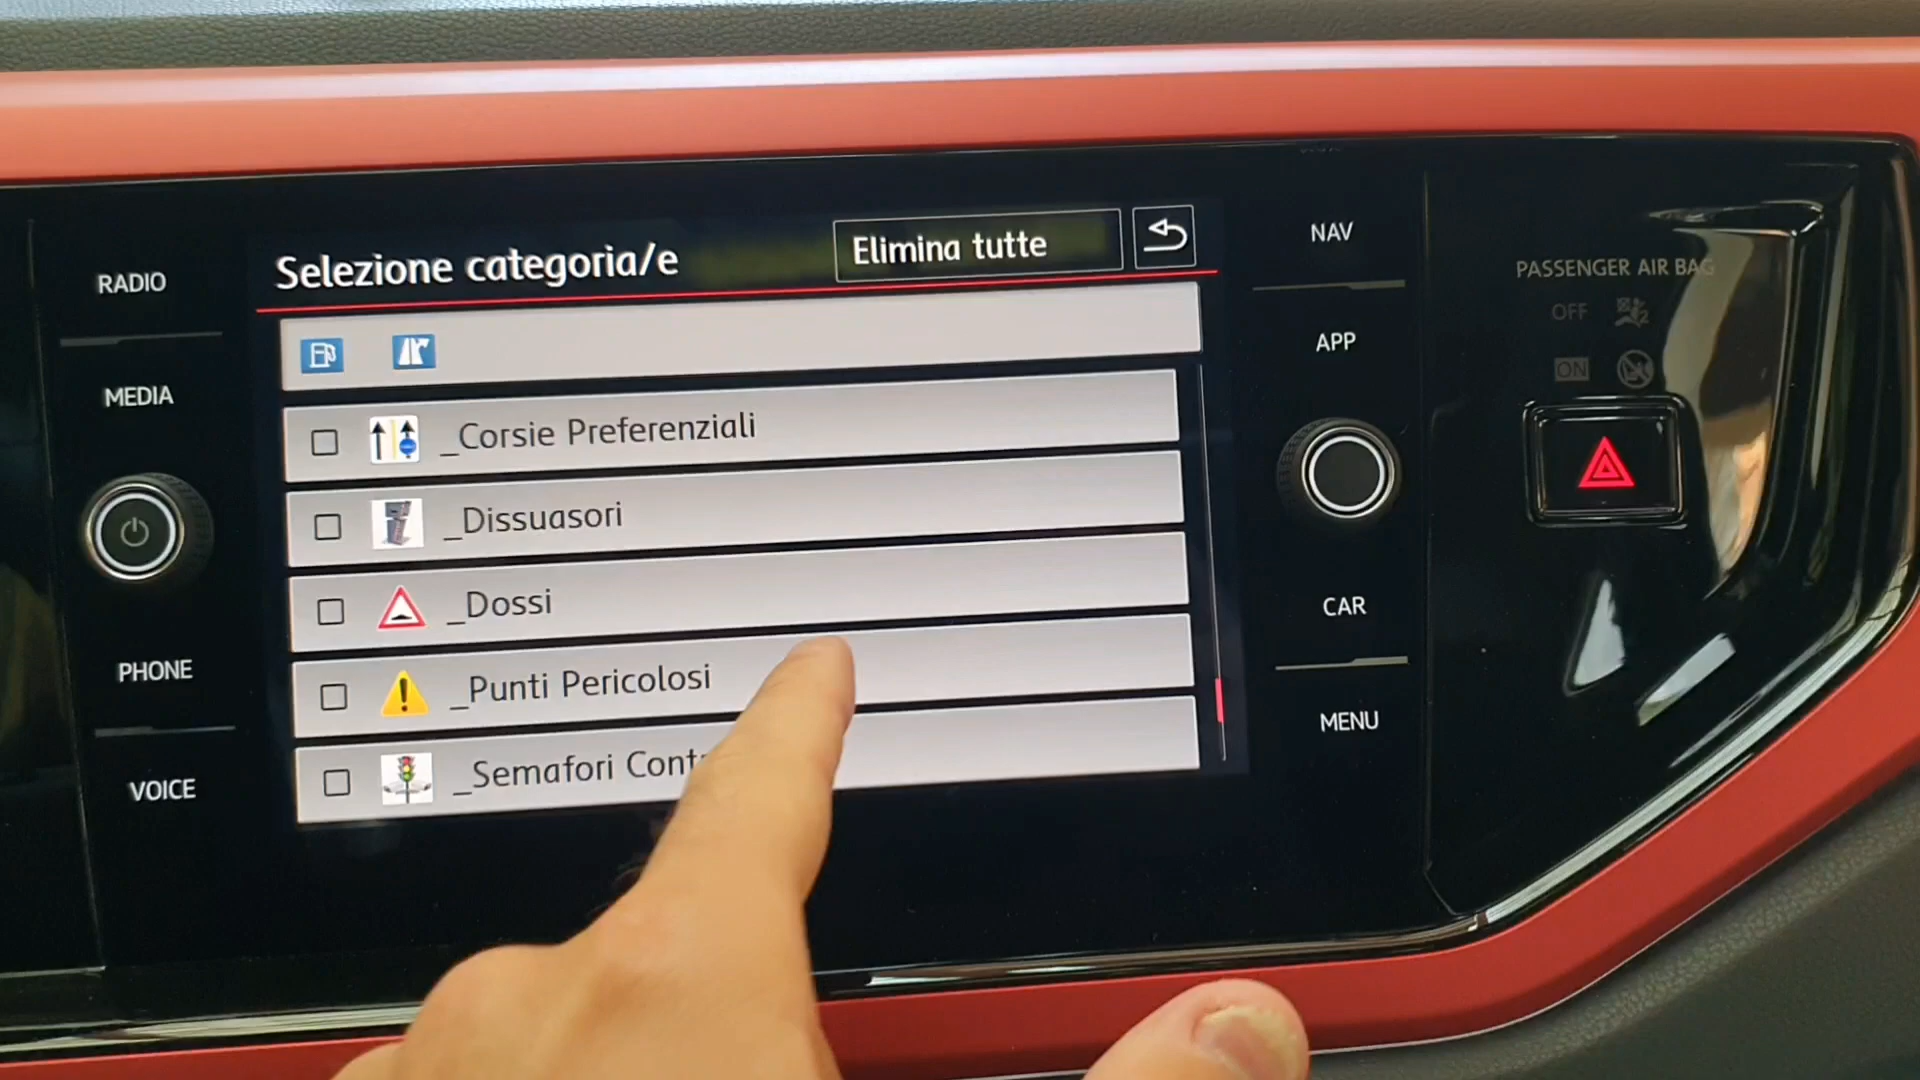 RADIO
MEDIA
PHONE
VOICE
Selezione categoria/e
Elimina tutte
_Corsie Preferenziali
_Dissuasori
_Dossi
_Punti Pericolosi
_Semafori
NAV
APP
CAR
MENU
PASSENGER AIR BAG
OFF
ON